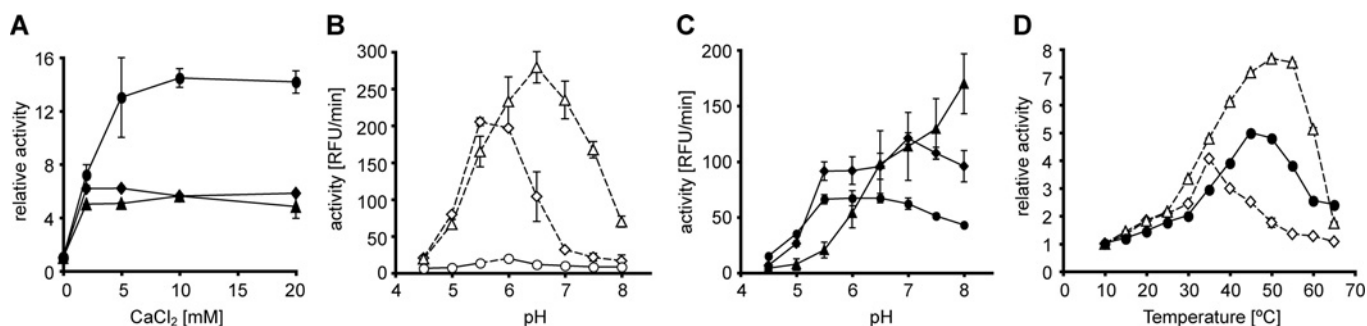 A
relative activity
16
12
8
4
0
0 5 10 15 20
CaCl₂ [mM]
B
activity [RFU/min]
300
250
200
150
100
50
0
4 5 6 7 8
pH
C
activity [RFU/min]
200
150
100
50
0
4 5 6 7 8
pH
D
relative activity
8
7
6
5
4
3
2
1
0
0 10 20 30 40 50 60 70
Temperature [ºC]